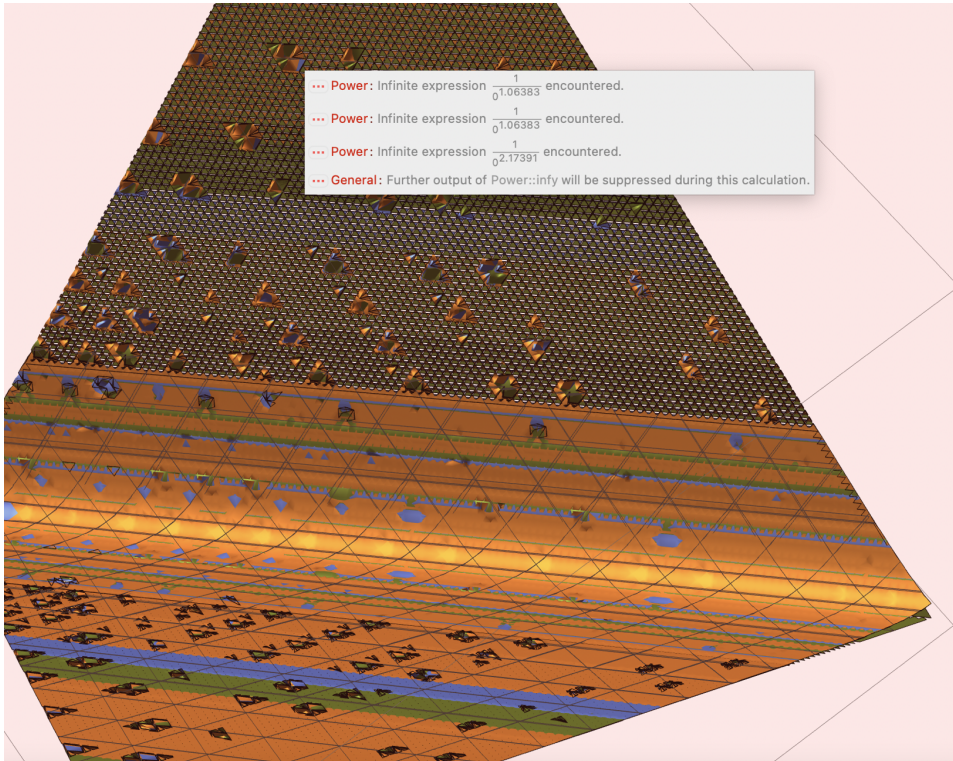 ··· Power: Infinite expression 1/0^1.06383 encountered.
··· Power: Infinite expression 1/0^1.06383 encountered.
··· Power: Infinite expression 1/0^2.17391 encountered.
··· General: Further output of Power::infy will be suppressed during this calculation.